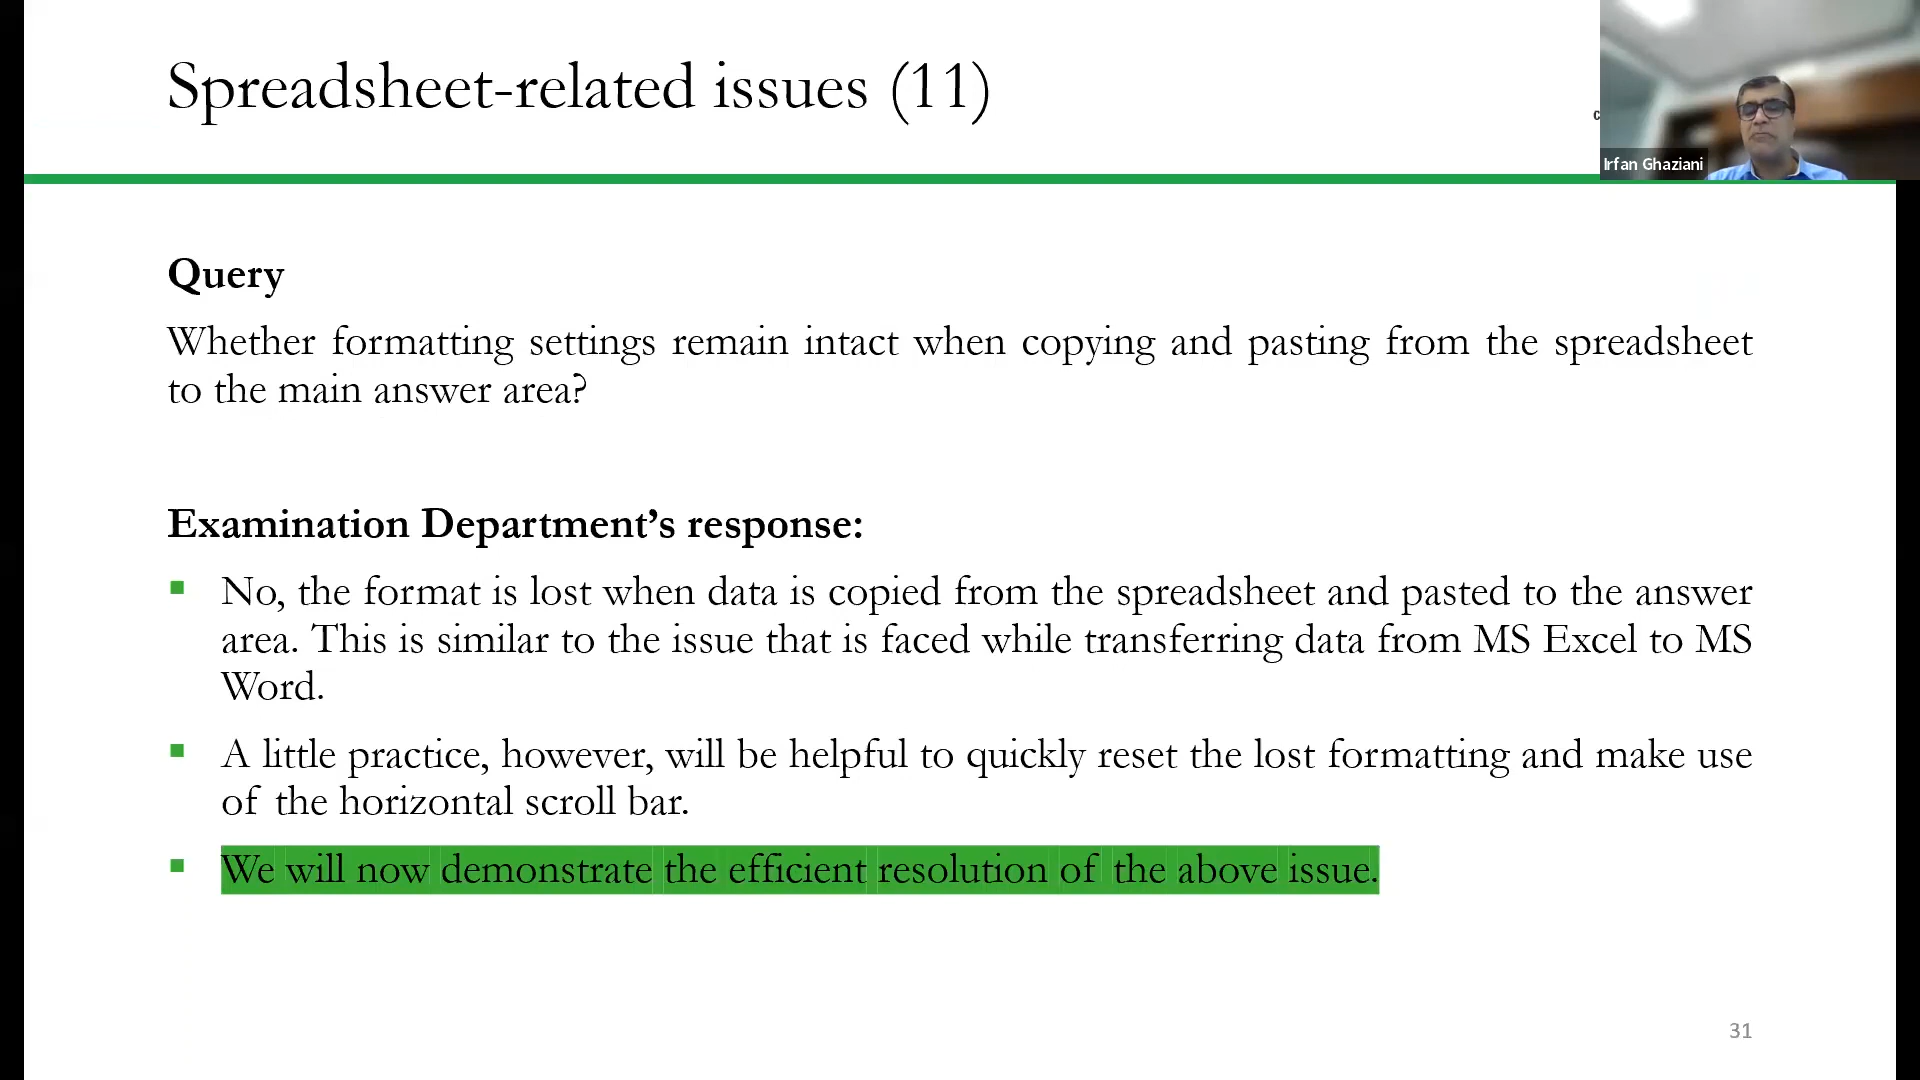 Spreadsheet-related issues (11)
c
Irfan Ghaziani
Query
Whether formatting settings remain intact when copying and pasting from the spreadsheet
to the main answer area?
Examination Department’s response:
No, the format is lost when data is copied from the spreadsheet and pasted to the answer
area. This is similar to the issue that is faced while transferring data from MS Excel to MS
Word.
A little practice, however, will be helpful to quickly reset the lost formatting and make use
of the horizontal scroll bar.
We will now demonstrate the efficient resolution of the above issue.
31